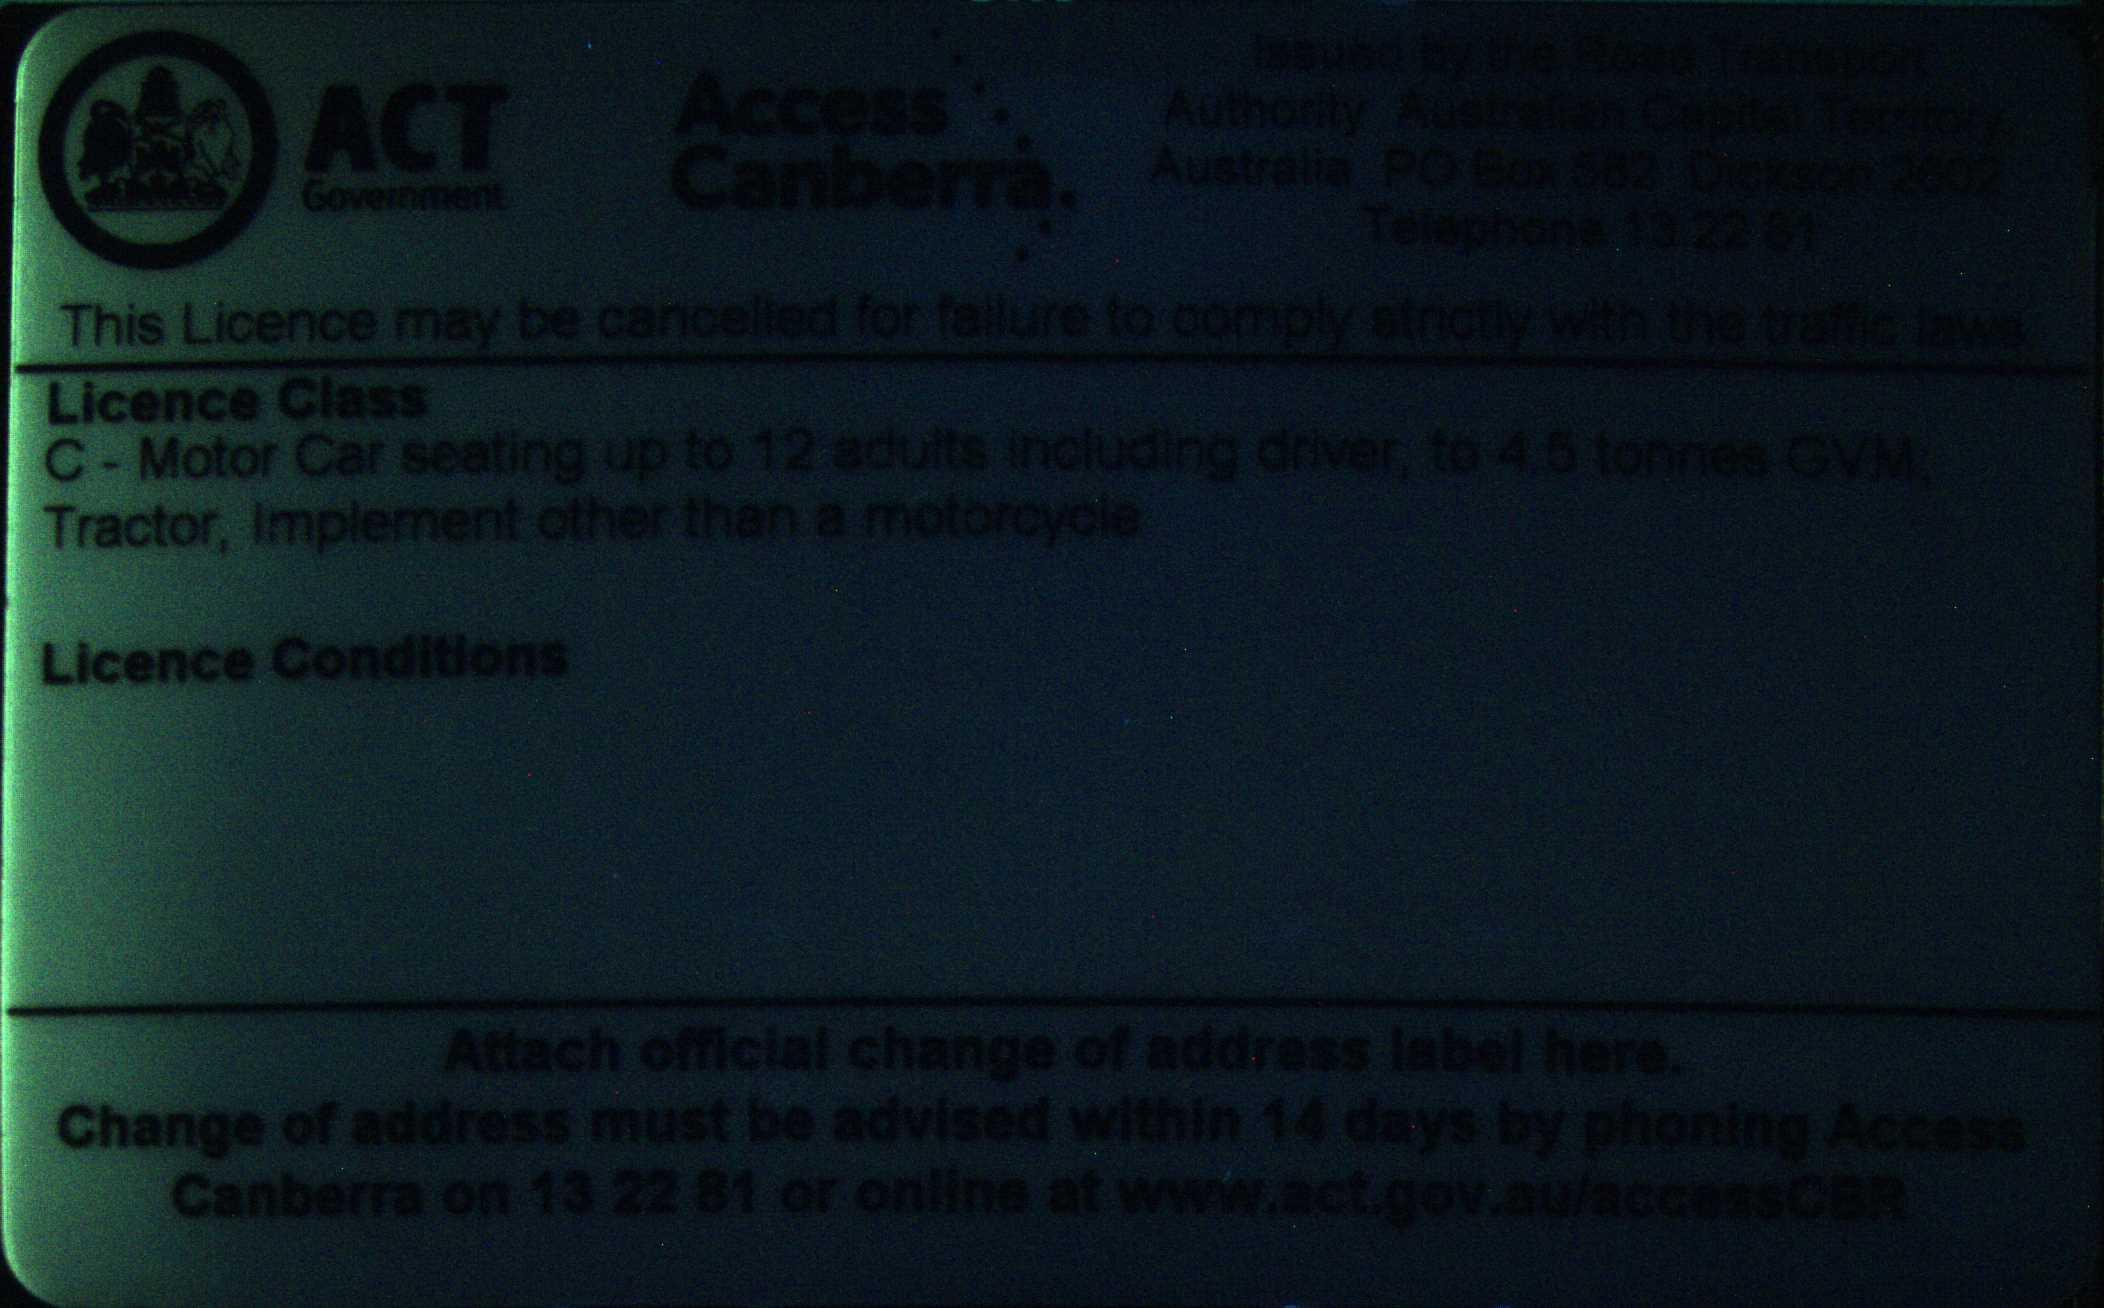 ACT
Government
Access
Canberra.
Issued by the Road Transport
Authority Australian Capital Territory,
Australia PO Box 582 Dickson 2602
Telephone 13 22 81
This Licence may be cancelled for failure to comply strictly with the traffic laws
Licence Class
C - Motor Car seating up to 12 adults including driver, to 4.5 tonnes GVM;
Tractor, Implement other than a motorcycle
Licence Conditions
Attach official change of address label here.
Change of address must be advised within 14 days by phoning Access
Canberra on 13 22 81 or online at www.act.gov.au/accessCBR